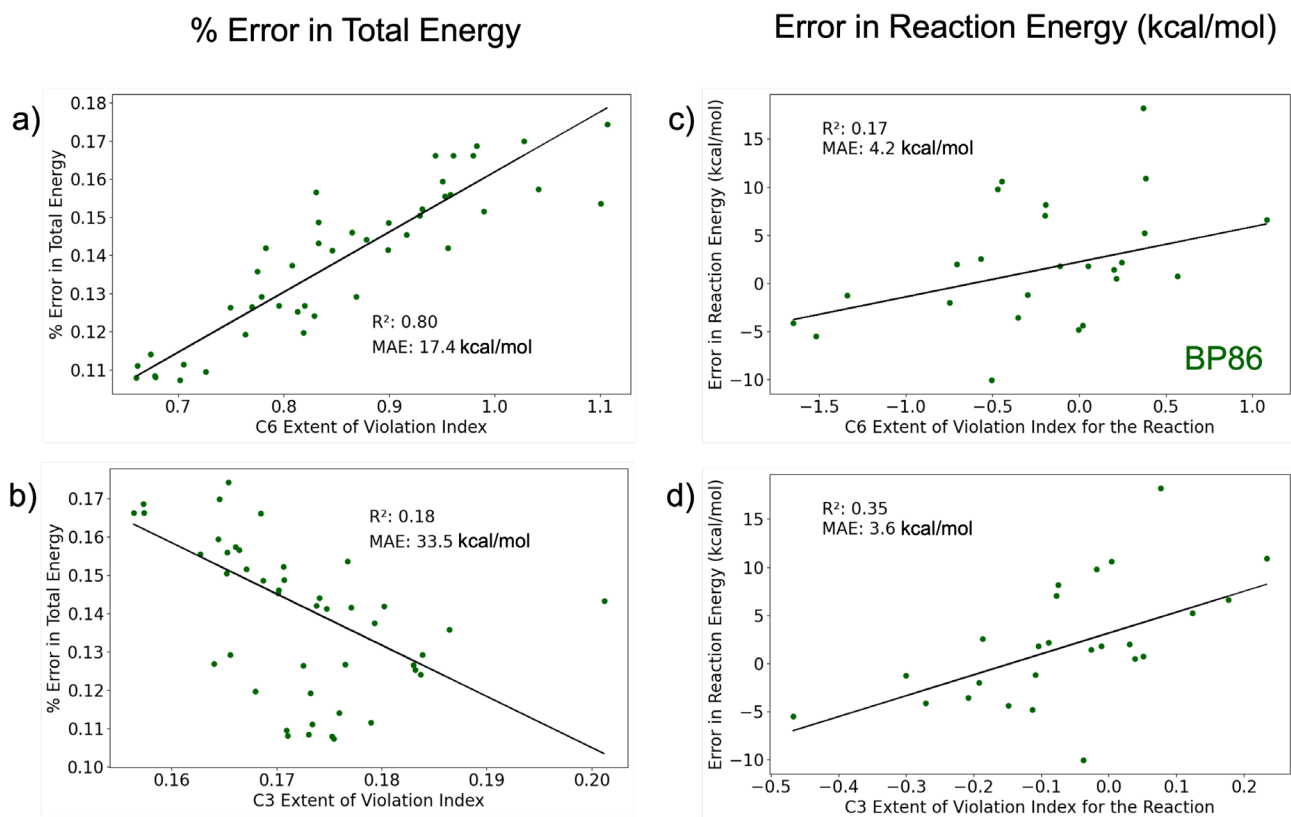 % Error in Total Energy
Error in Reaction Energy (kcal/mol)
a)
% Error in Total Energy
0.18
0.17
0.16
0.15
0.14
0.13
0.12
0.11
R²: 0.80
MAE: 17.4 kcal/mol
0.7 0.8 0.9 1.0 1.1
C6 Extent of Violation Index
c)
Error in Reaction Energy (kcal/mol)
15
10
5
0
−5
−10
R²: 0.17
MAE: 4.2 kcal/mol
BP86
−1.5 −1.0 −0.5 0.0 0.5 1.0
C6 Extent of Violation Index for the Reaction
b)
% Error in Total Energy
0.17
0.16
0.15
0.14
0.13
0.12
0.11
0.10
R²: 0.18
MAE: 33.5 kcal/mol
0.16 0.17 0.18 0.19 0.20
C3 Extent of Violation Index
d)
Error in Reaction Energy (kcal/mol)
15
10
5
0
−5
−10
R²: 0.35
MAE: 3.6 kcal/mol
−0.5 −0.4 −0.3 −0.2 −0.1 0.0 0.1 0.2
C3 Extent of Violation Index for the Reaction